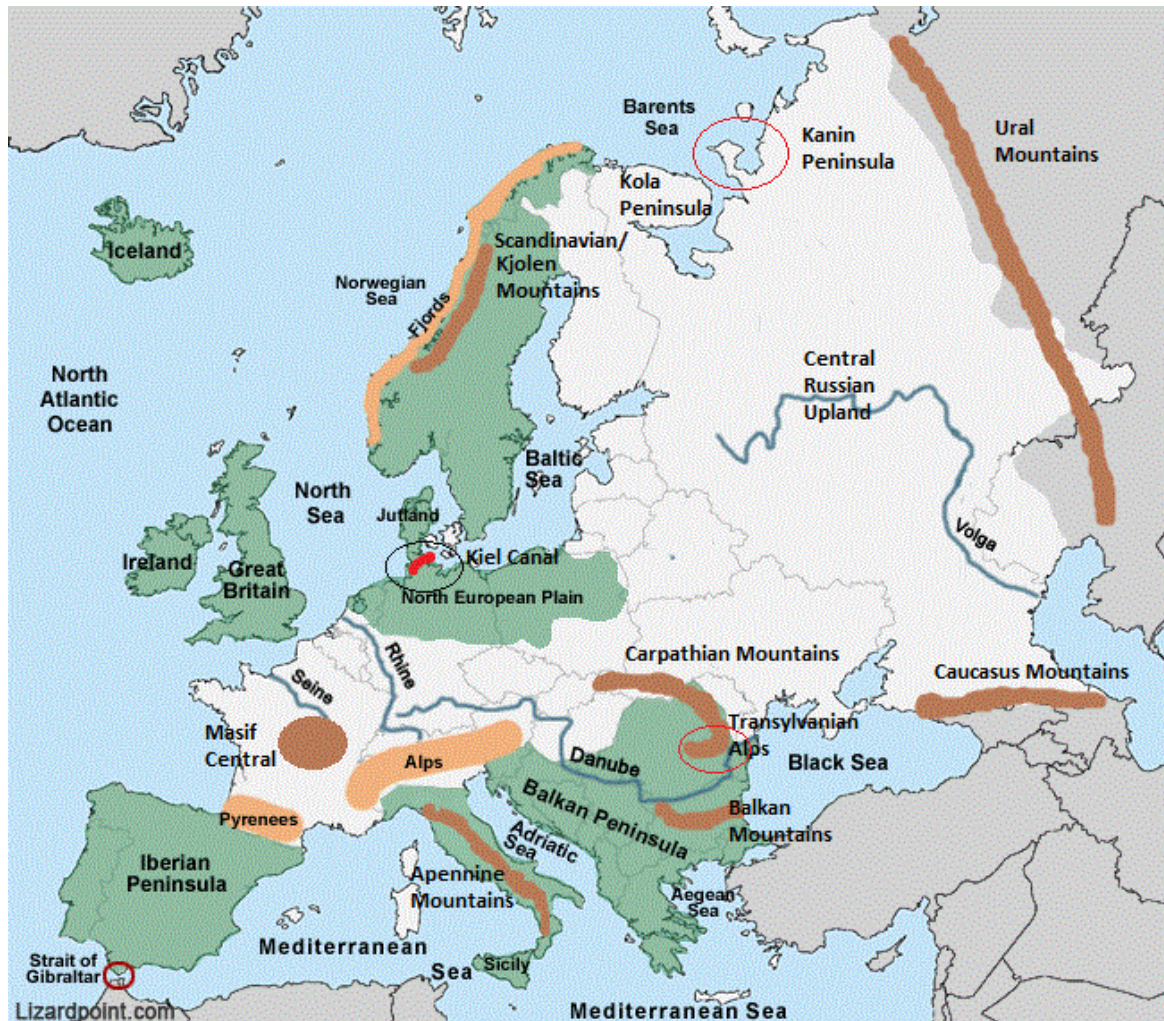 Barents
Sea
Kanin
Peninsula
Ural
Mountains
Kola
Peninsula
Iceland
Scandinavian/
Kjolen
Mountains
Norwegian
Sea
Fjords
North
Atlantic
Ocean
Central
Russian
Upland
Baltic
Sea
North
Sea
Jutland
Volga
Ireland
Great
Britain
Kiel Canal
North European Plain
Rhine
Seine
Carpathian Mountains
Caucasus Mountains
Masif
Central
Transylvanian
Alps
Alps
Danube
Black Sea
Pyrenees
Balkan Peninsula
Balkan
Mountains
Adriatic
Sea
Iberian
Peninsula
Apennine
Mountains
Aegean
Sea
Mediterranean
Sea
Strait of
Gibraltar
Sicily
Mediterranean Sea
Lizardpoint.com